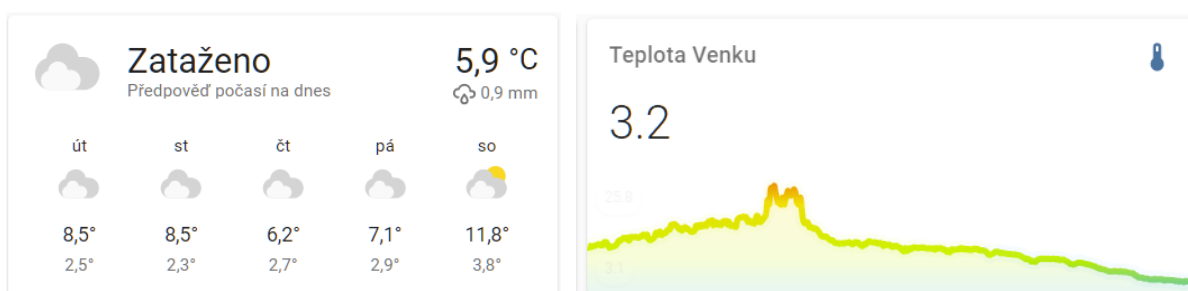 Zataženo
5,9 °C
Předpověď počasí na dnes
0,9 mm
út st čt pá so
8,5° 8,5° 6,2° 7,1° 11,8°
2,5° 2,3° 2,7° 2,9° 3,8°
Teplota Venku
3.2
25.8
3.1